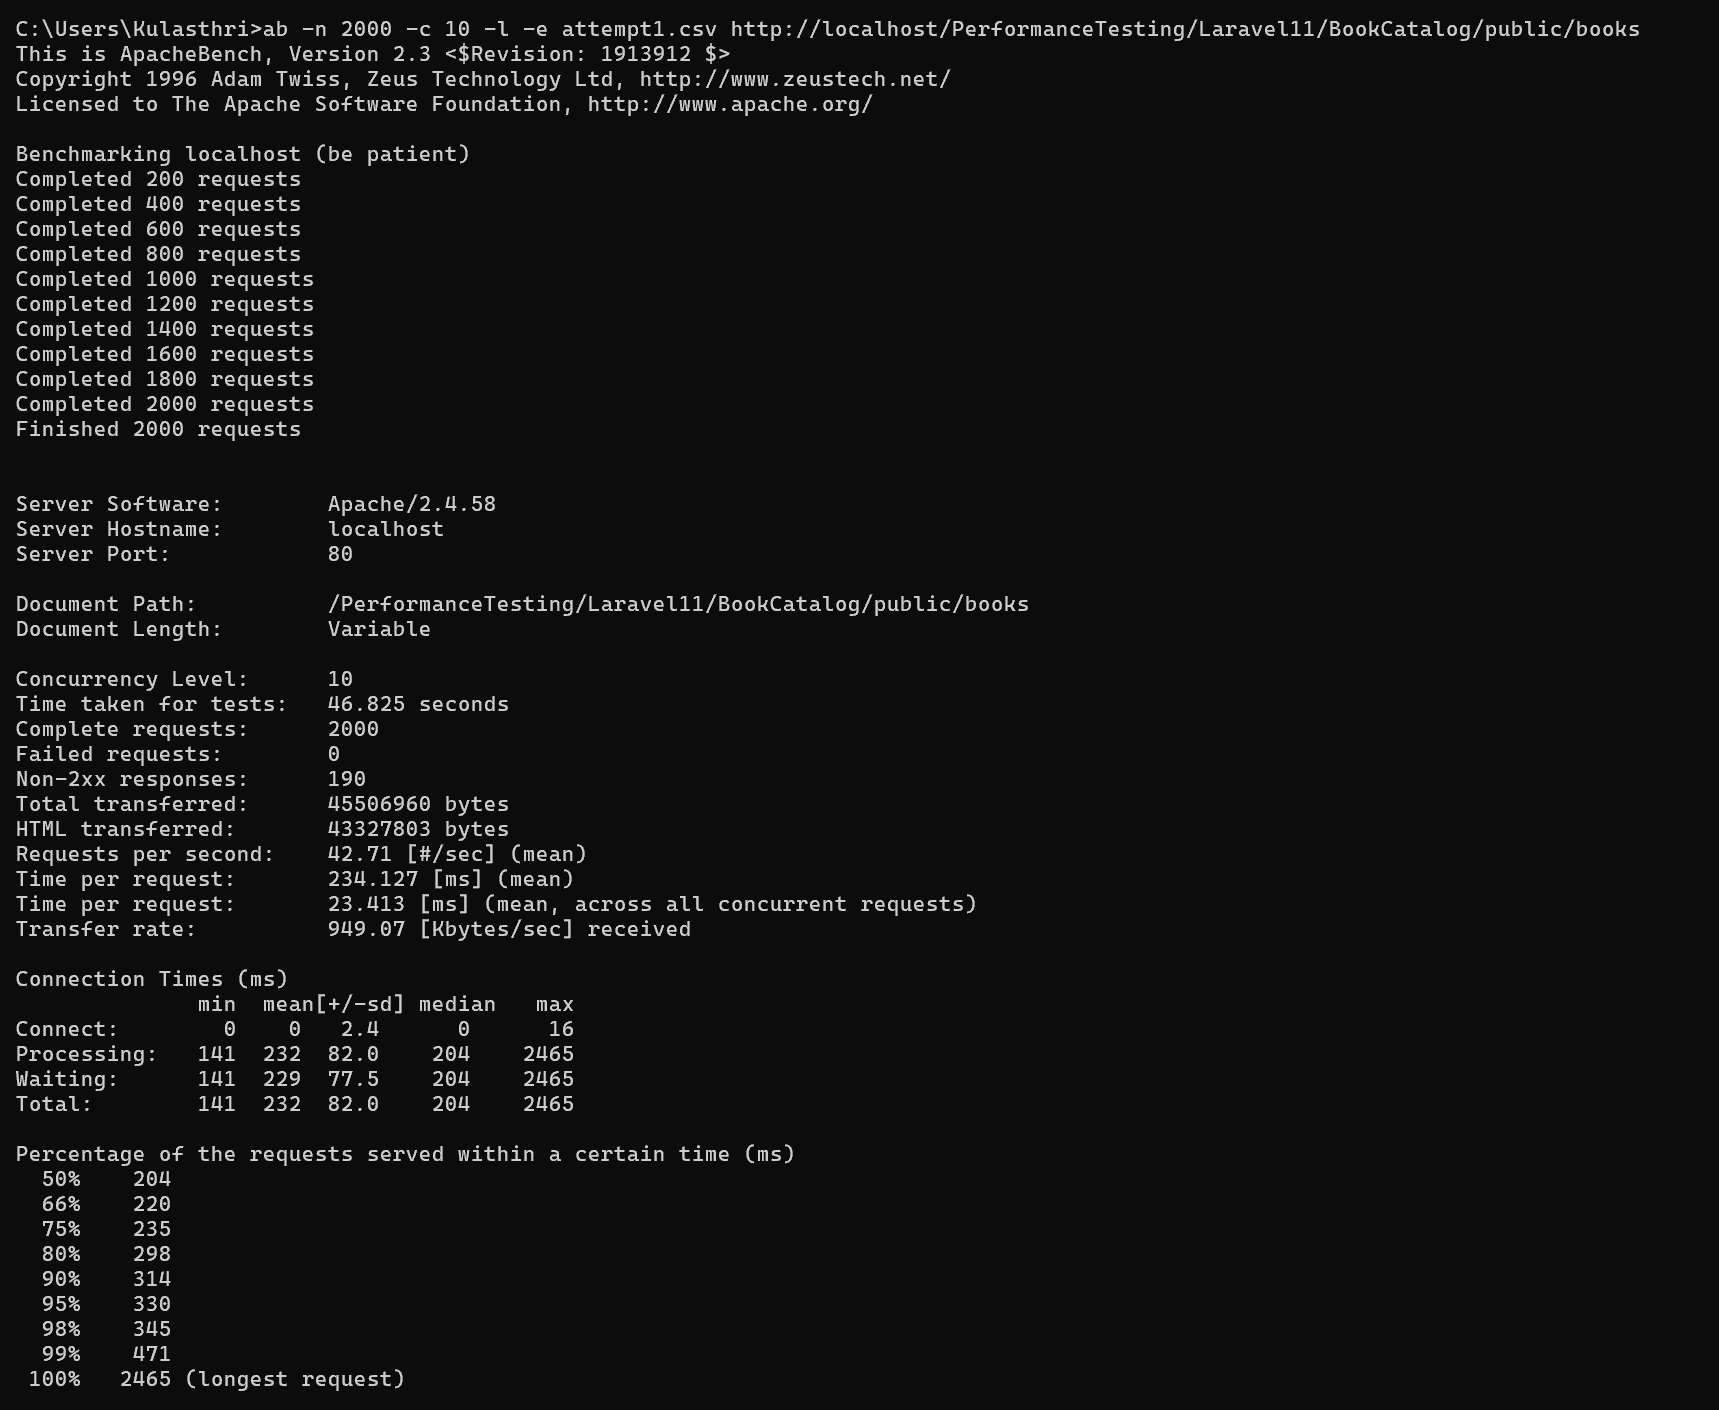 C:\Users\Kulasthri>ab -n 2000 -c 10 -l -e attempt1.csv http://localhost/PerformanceTesting/Laravel11/BookCatalog/public/books
This is ApacheBench, Version 2.3 <$Revision: 1913912 $>
Copyright 1996 Adam Twiss, Zeus Technology Ltd, http://www.zeustech.net/
Licensed to The Apache Software Foundation, http://www.apache.org/

Benchmarking localhost (be patient)
Completed 200 requests
Completed 400 requests
Completed 600 requests
Completed 800 requests
Completed 1000 requests
Completed 1200 requests
Completed 1400 requests
Completed 1600 requests
Completed 1800 requests
Completed 2000 requests
Finished 2000 requests


Server Software:        Apache/2.4.58
Server Hostname:        localhost
Server Port:            80

Document Path:          /PerformanceTesting/Laravel11/BookCatalog/public/books
Document Length:        Variable

Concurrency Level:      10
Time taken for tests:   46.825 seconds
Complete requests:      2000
Failed requests:        0
Non-2xx responses:      190
Total transferred:      45506960 bytes
HTML transferred:       43327803 bytes
Requests per second:    42.71 [#/sec] (mean)
Time per request:       234.127 [ms] (mean)
Time per request:       23.413 [ms] (mean, across all concurrent requests)
Transfer rate:          949.07 [Kbytes/sec] received

Connection Times (ms)
              min  mean[+/-sd] median   max
Connect:        0    0   2.4      0      16
Processing:   141  232  82.0    204    2465
Waiting:      141  229  77.5    204    2465
Total:        141  232  82.0    204    2465

Percentage of the requests served within a certain time (ms)
  50%    204
  66%    220
  75%    235
  80%    298
  90%    314
  95%    330
  98%    345
  99%    471
 100%   2465 (longest request)